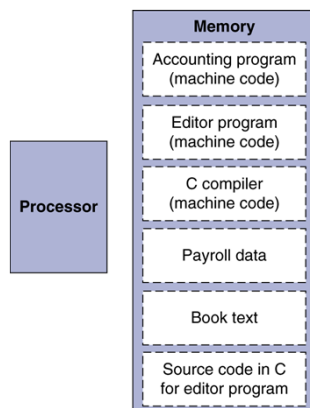 Memory
Accounting program
(machine code)
Editor program
(machine code)
C compiler
(machine code)
Processor
Payroll data
Book text
Source code in C
for editor program